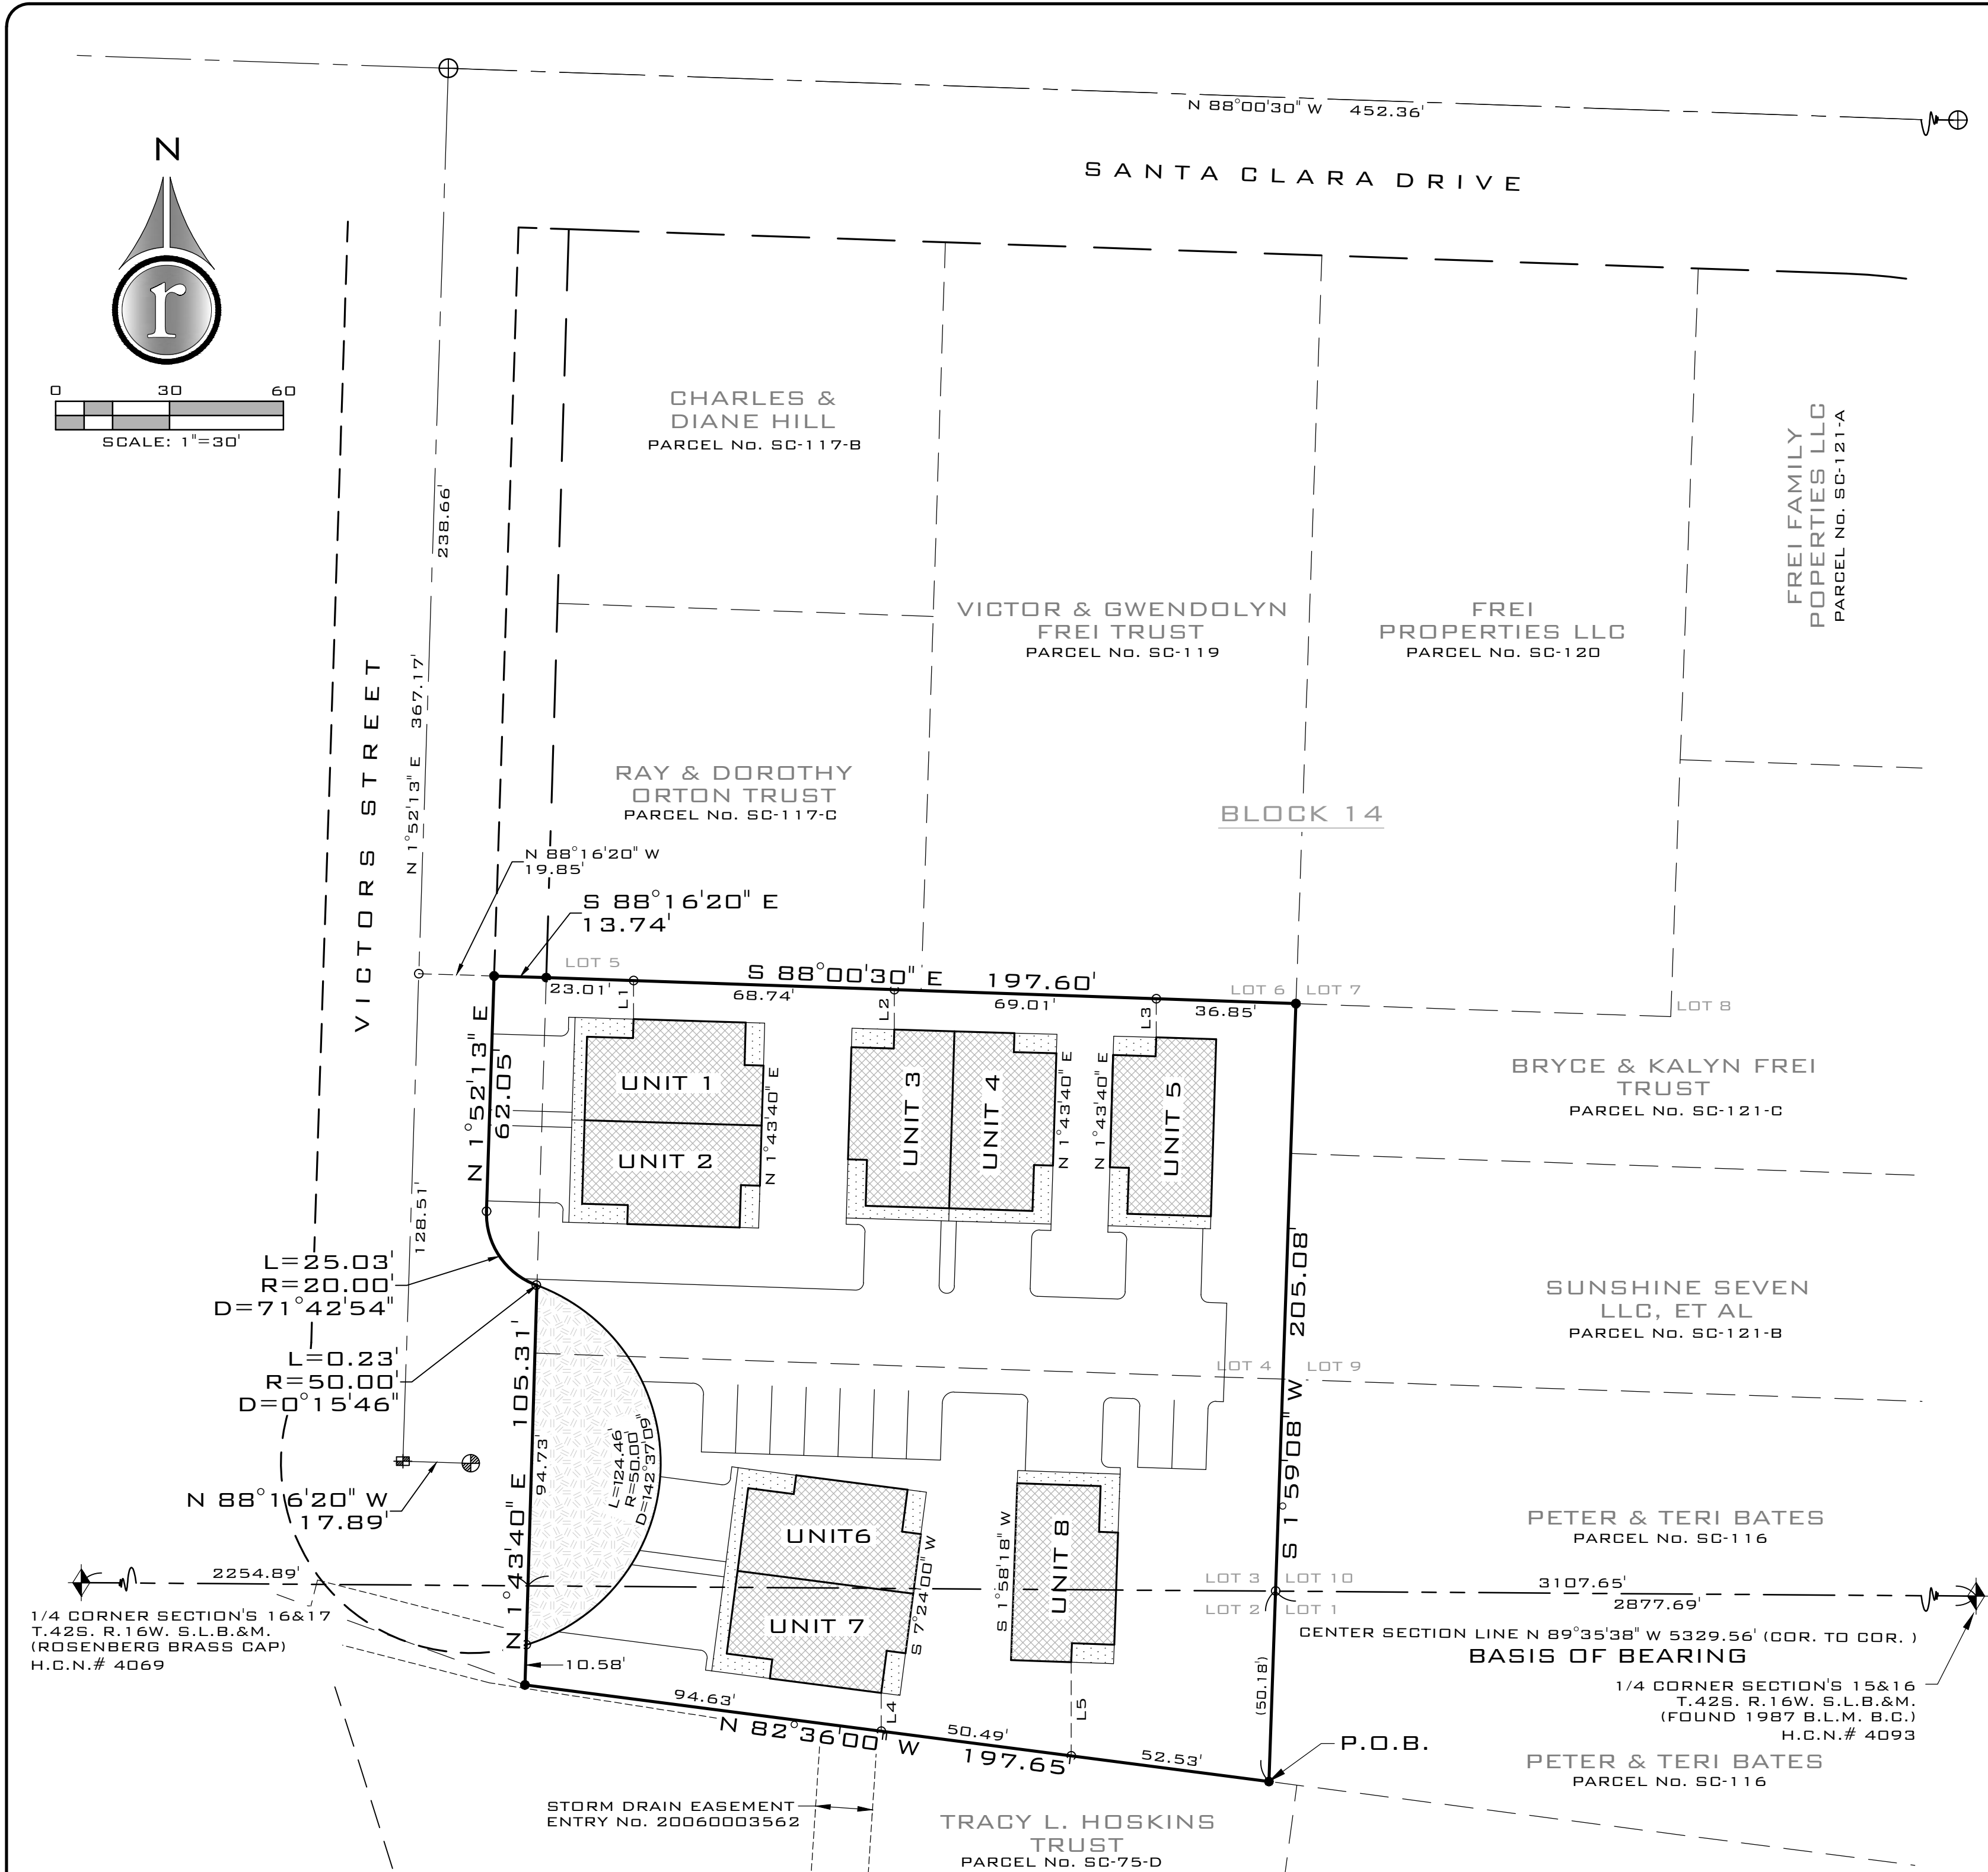 N 88°00'30" W 452.36'
SANTA CLARA DRIVE
N
r
0 30 60
SCALE: 1"=30'
238.66'
N 1°52'13" E 367.17'
VICTORS STREET
CHARLES &
DIANE HILL
PARCEL No. SC-117-B
VICTOR & GWENDOLYN
FREI TRUST
PARCEL No. SC-119
FREI
PROPERTIES LLC
PARCEL No. SC-120
FREI FAMILY
POPERTIES LLC
PARCEL No. SC-121-A
RAY & DOROTHY
ORTON TRUST
PARCEL No. SC-117-C
BLOCK 14
N 88°16'20" W
19.85'
S 88°16'20" E
13.74'
LOT 5
S 88°00'30" E 197.60'
23.01'
L1
68.74'
L2
69.01'
L3
36.85'
LOT 6
LOT 7
LOT 8
N 1°52'13" E
62.05'
128.51'
UNIT 1
UNIT 2
N 1°43'40" E
UNIT 3
UNIT 4
N 1°43'40" E
N 1°43'40" E
UNIT 5
BRYCE & KALYN FREI
TRUST
PARCEL No. SC-121-C
L=25.03'
R=20.00'
D=71°42'54"
L=0.23'
R=50.00'
D=0°15'46"
N 1°43'40" E 105.31'
94.73'
L=124.46'
R=50.00'
D=142°37'09"
S 1°59'08" W 205.08'
SUNSHINE SEVEN
LLC, ET AL
PARCEL No. SC-121-B
LOT 4
LOT 9
N 88°16'20" W
17.89'
UNIT6
UNIT 7
S 7°24'00" W
S 1°58'18" W
UNIT 8
PETER & TERI BATES
PARCEL No. SC-116
2254.89'
1/4 CORNER SECTION'S 16&17
T.42S. R.16W. S.L.B.&M.
(ROSENBERG BRASS CAP)
H.C.N.# 4069
LOT 3
LOT 10
LOT 2
LOT 1
3107.65'
2877.69'
CENTER SECTION LINE N 89°35'38" W 5329.56' (COR. TO COR. )
BASIS OF BEARING
1/4 CORNER SECTION'S 15&16
T.42S. R.16W. S.L.B.&M.
(FOUND 1987 B.L.M. B.C.)
H.C.N.# 4093
10.58'
94.63'
L4
50.49'
L5
52.53'
(50.18')
N 82°36'00" W 197.65'
P.O.B.
PETER & TERI BATES
PARCEL No. SC-116
STORM DRAIN EASEMENT
ENTRY No. 20060003562
TRACY L. HOSKINS
TRUST
PARCEL No. SC-75-D